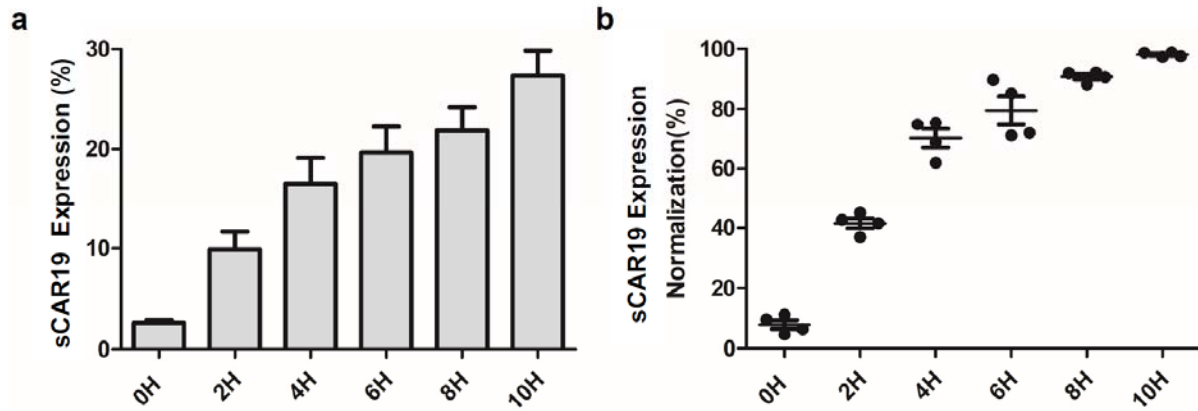 a
sCAR19 Expression (%)
30
20
10
0
0H 2H 4H 6H 8H 10H
b
sCAR19 Expression
Normalization(%)
100
80
60
40
20
0
0H 2H 4H 6H 8H 10H